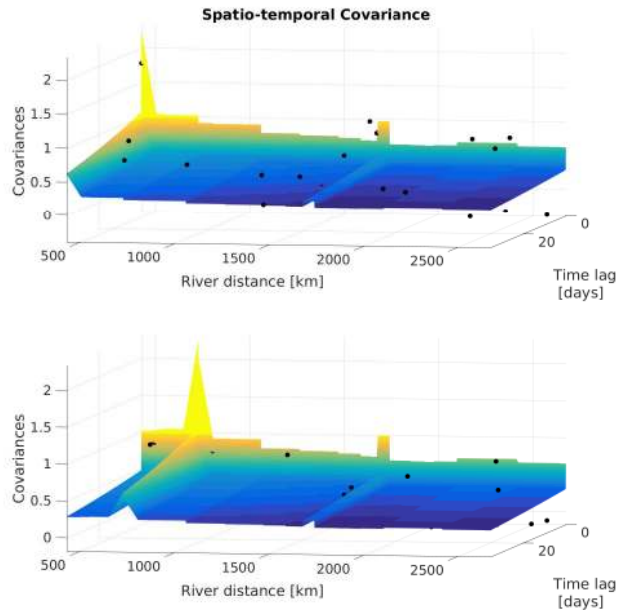 Spatio-temporal Covariance
2
1.5
1
0.5
0
Covariances
500
1000
1500
2000
2500
River distance [km]
0
20
Time lag
[days]
2
1.5
1
0.5
0
Covariances
500
1000
1500
2000
2500
River distance [km]
0
20
Time lag
[days]